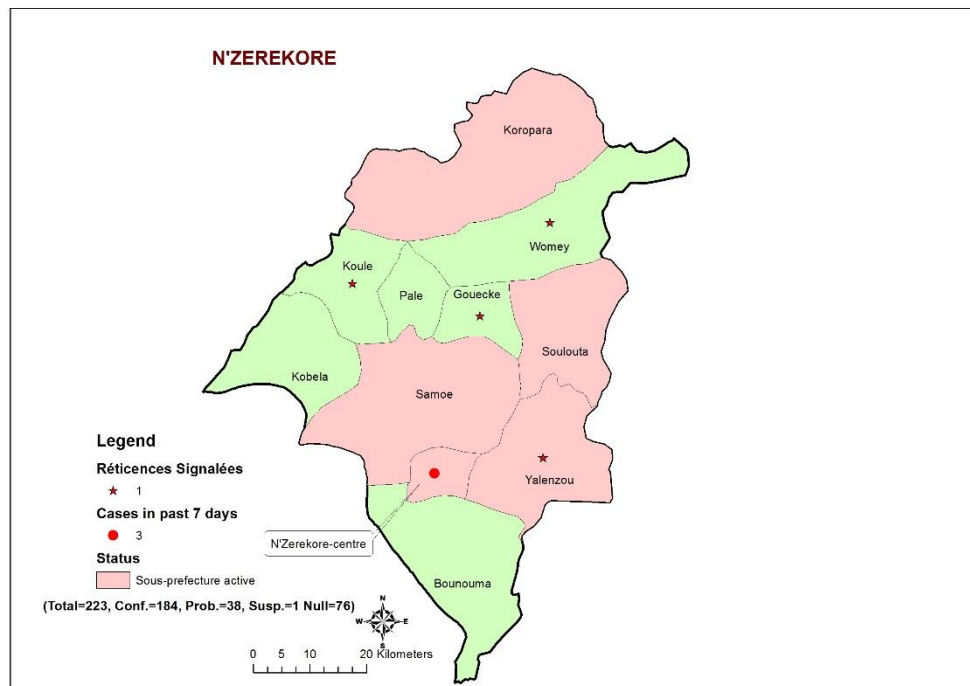 N'ZEREKORE
Koropara
Womey
Koule
Pale
Gouecke
Soulouta
Kobela
Samoe
Yalenzou
N'Zerekore-centre
Bounouma
Legend
Réticences Signalées
1
Cases in past 7 days
3
Status
Sous-prefecture active
(Total=223, Conf.=184, Prob.=38, Susp.=1 Null=76)
N
W E
S
0 5 10 20 Kilometers